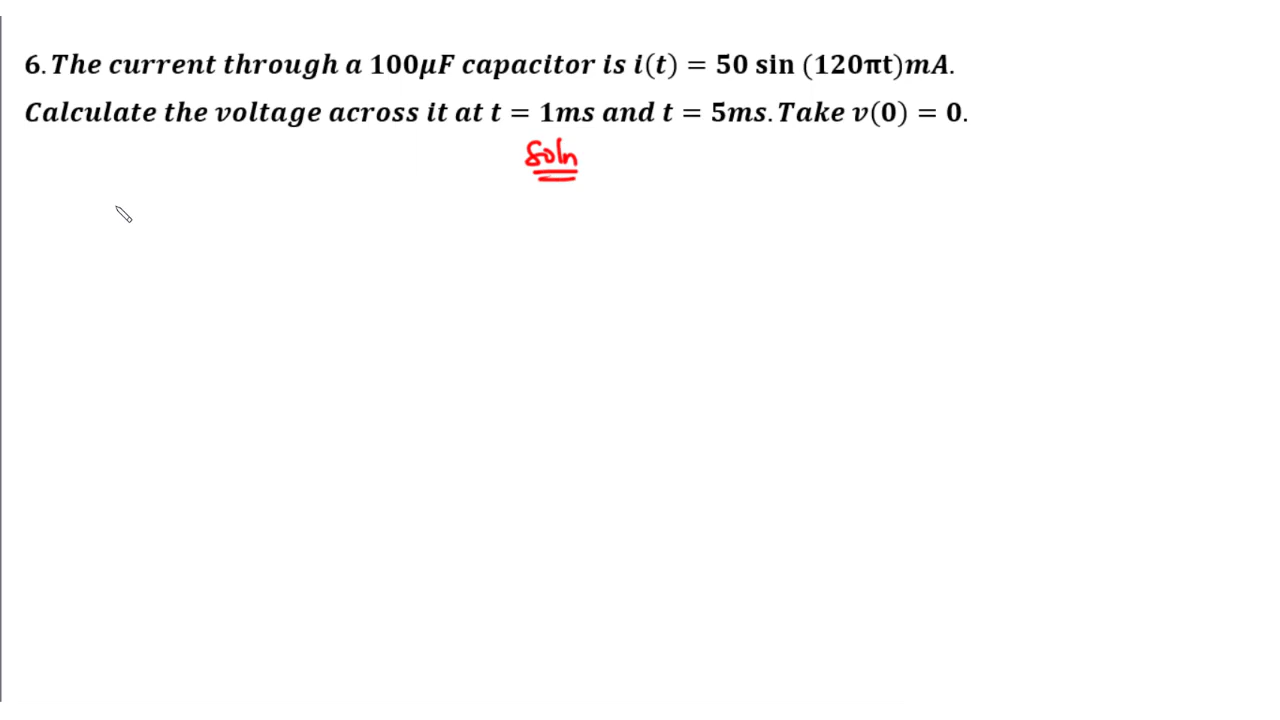 6. The current through a 100μF capacitor is i(t) = 50 sin (120πt)mA.
Calculate the voltage across it at t = 1ms and t = 5ms. Take v(0) = 0.
Soln